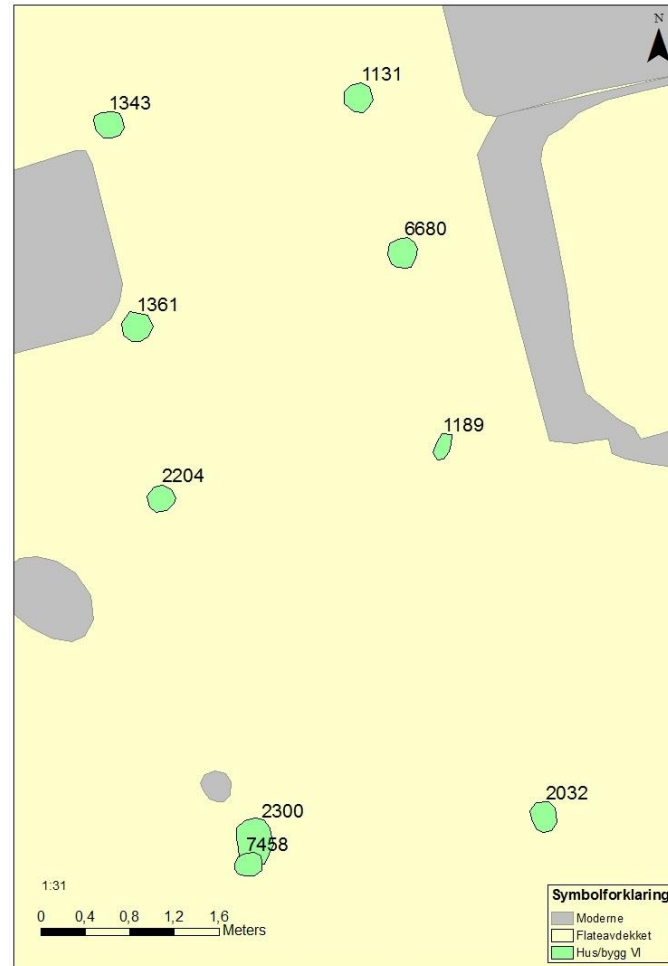 N
1131
1343
6680
1361
1189
2204
2032
2300
7458
1:31
0 0,4 0,8 1,2 1,6
Meters
Symbolforklaring
Moderne
Flateavdekket
Hus/bygg VI